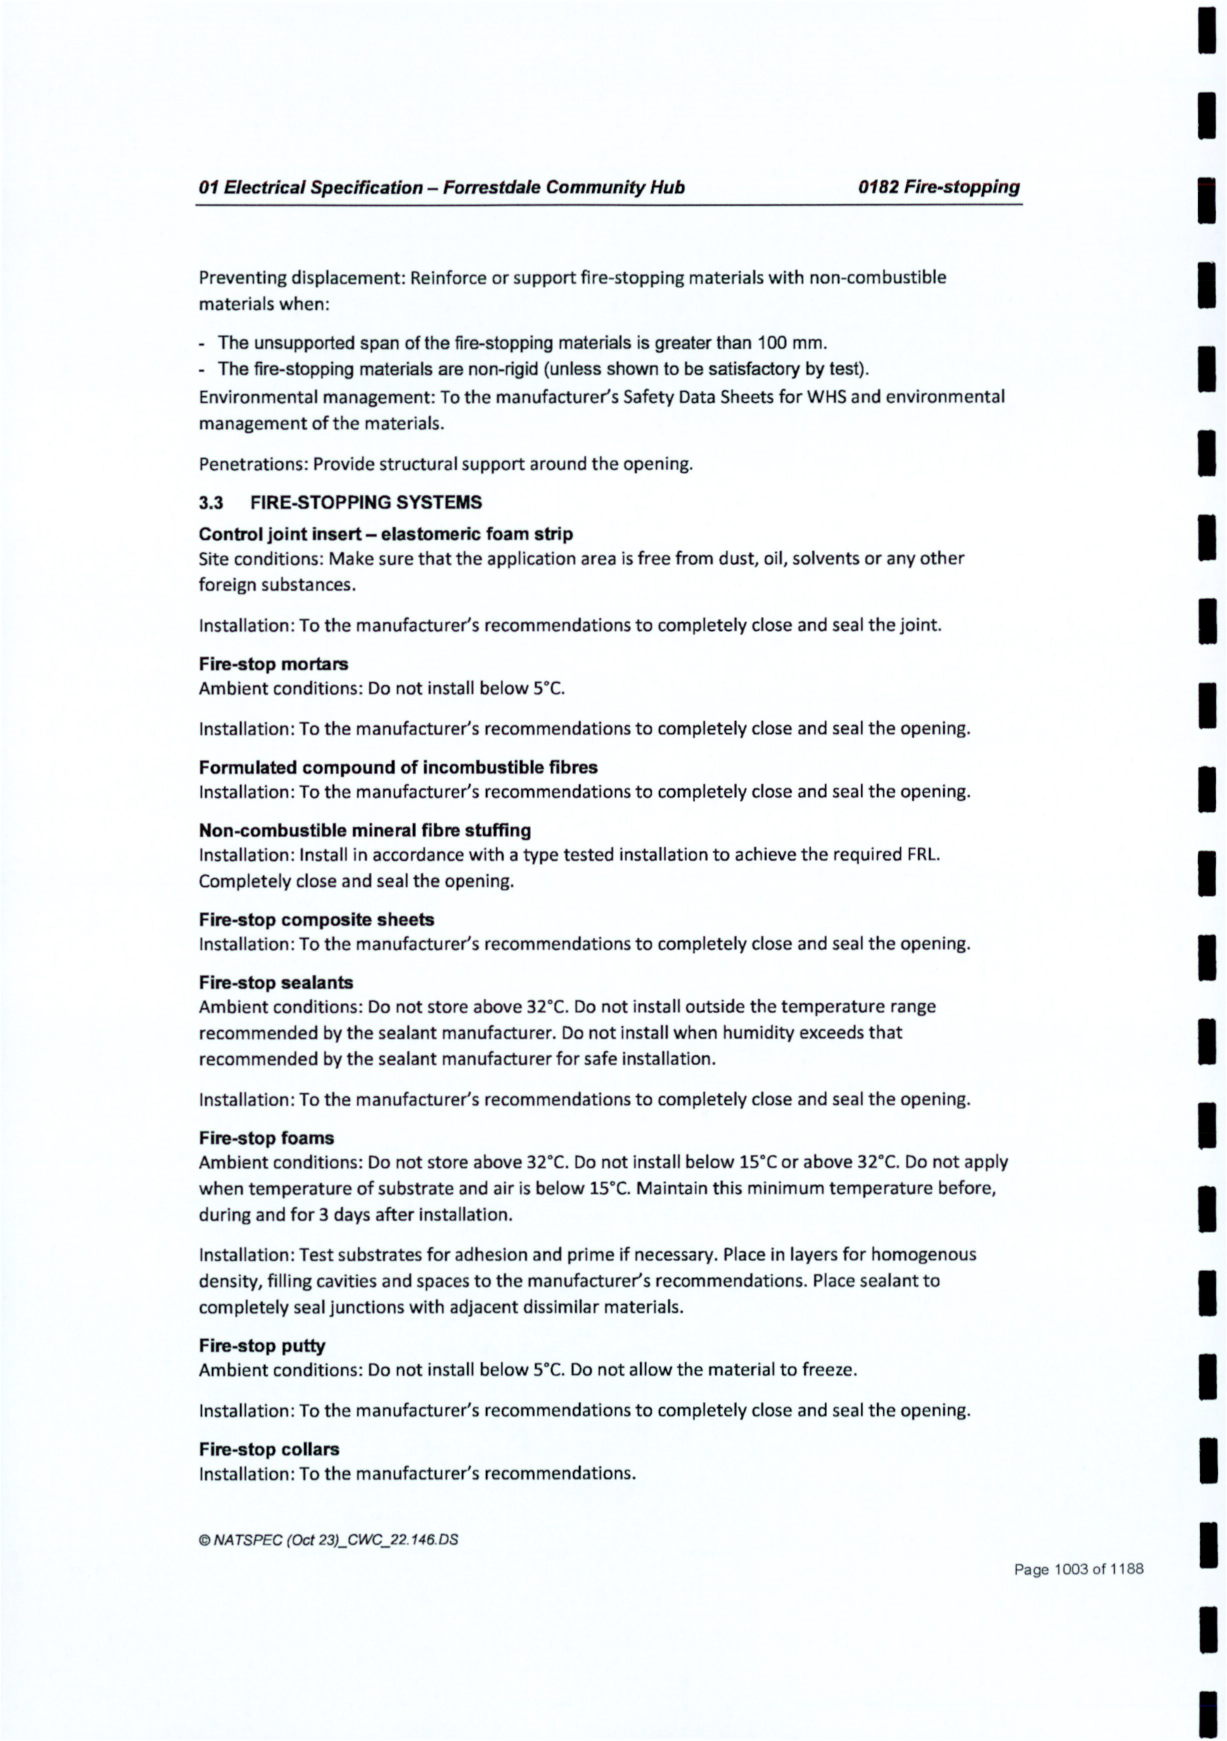 01 Electrical Specification – Forrestdale Community Hub 0182 Fire-stopping
Preventing displacement: Reinforce or support fire-stopping materials with non-combustible
materials when:
- The unsupported span of the fire-stopping materials is greater than 100 mm.
- The fire-stopping materials are non-rigid (unless shown to be satisfactory by test).
Environmental management: To the manufacturer's Safety Data Sheets for WHS and environmental
management of the materials.
Penetrations: Provide structural support around the opening.
3.3 FIRE-STOPPING SYSTEMS
Control joint insert – elastomeric foam strip
Site conditions: Make sure that the application area is free from dust, oil, solvents or any other
foreign substances.
Installation: To the manufacturer's recommendations to completely close and seal the joint.
Fire-stop mortars
Ambient conditions: Do not install below 5°C.
Installation: To the manufacturer's recommendations to completely close and seal the opening.
Formulated compound of incombustible fibres
Installation: To the manufacturer's recommendations to completely close and seal the opening.
Non-combustible mineral fibre stuffing
Installation: Install in accordance with a type tested installation to achieve the required FRL.
Completely close and seal the opening.
Fire-stop composite sheets
Installation: To the manufacturer's recommendations to completely close and seal the opening.
Fire-stop sealants
Ambient conditions: Do not store above 32°C. Do not install outside the temperature range
recommended by the sealant manufacturer. Do not install when humidity exceeds that
recommended by the sealant manufacturer for safe installation.
Installation: To the manufacturer's recommendations to completely close and seal the opening.
Fire-stop foams
Ambient conditions: Do not store above 32°C. Do not install below 15°C or above 32°C. Do not apply
when temperature of substrate and air is below 15°C. Maintain this minimum temperature before,
during and for 3 days after installation.
Installation: Test substrates for adhesion and prime if necessary. Place in layers for homogenous
density, filling cavities and spaces to the manufacturer's recommendations. Place sealant to
completely seal junctions with adjacent dissimilar materials.
Fire-stop putty
Ambient conditions: Do not install below 5°C. Do not allow the material to freeze.
Installation: To the manufacturer's recommendations to completely close and seal the opening.
Fire-stop collars
Installation: To the manufacturer's recommendations.
© NATSPEC (Oct 23)_CWC_22.146.DS
Page 1003 of 1188